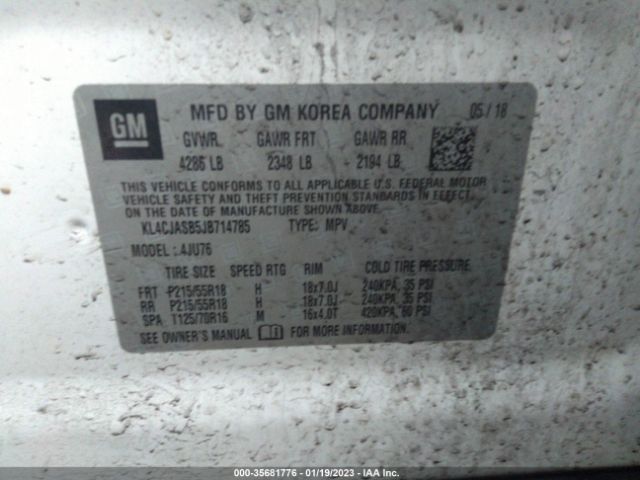 GM MFD BY GM KOREA COMPANY 05/18
GVWR GAWR FRT GAWR RR
4286 LB 2348 LB 2194 LB
THIS VEHICLE CONFORMS TO ALL APPLICABLE U.S. FEDERAL MOTOR
VEHICLE SAFETY AND THEFT PREVENTION STANDARDS IN EFFECT ON
THE DATE OF MANUFACTURE SHOWN ABOVE.
KL4CJASB5JB714785 TYPE: MPV
MODEL: 4JU76
TIRE SIZE SPEED RTG RIM COLD TIRE PRESSURE
FRT P215/55R18 H 18x7.0J 240KPA, 35 PSI
RR P215/55R18 H 18x7.0J 240KPA, 35 PSI
SPA T125/70R16 M 16x4.0T 420KPA, 60 PSI
SEE OWNER'S MANUAL FOR MORE INFORMATION.
000-35681776 - 01/19/2023 - IAA Inc.